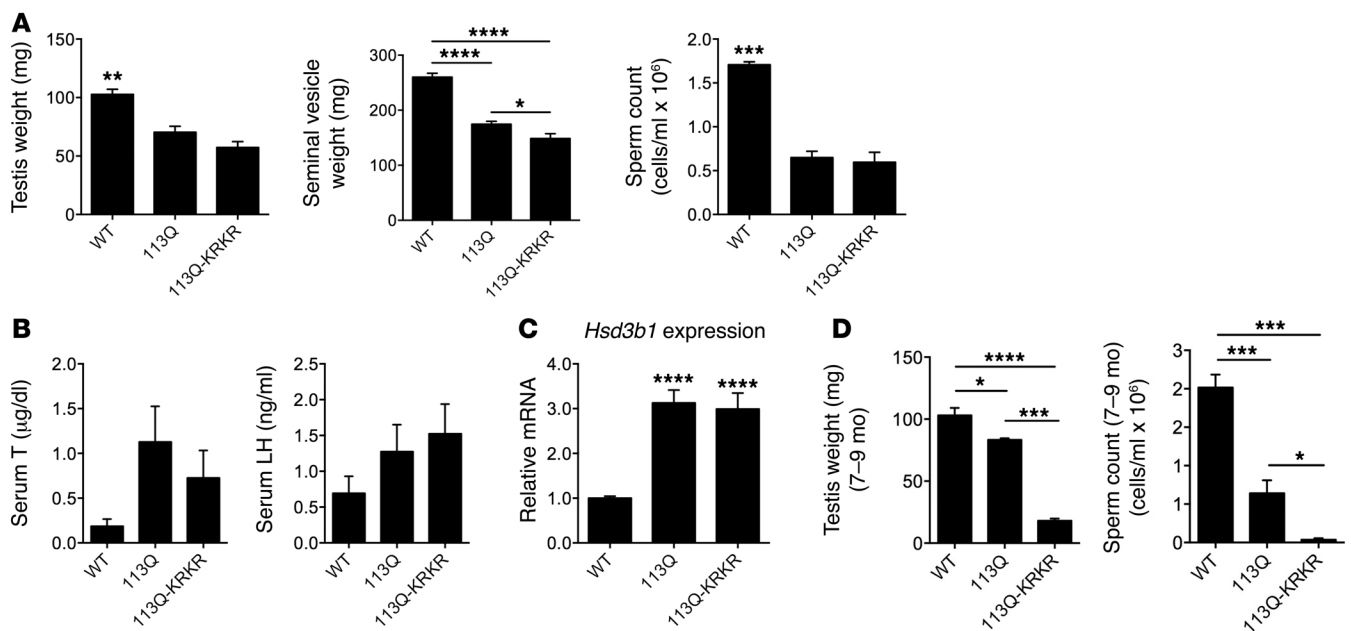 A
Testis weight (mg)
150
100
50
0
**
WT
113Q
113Q-KRKR
Seminal vesicle
weight (mg)
300
200
100
0
****
****
*
WT
113Q
113Q-KRKR
Sperm count
(cells/ml x 10⁶)
2.0
1.5
1.0
0.5
0.0
***
WT
113Q
113Q-KRKR
B
Serum T (µg/dl)
2.0
1.5
1.0
0.5
0.0
WT
113Q
113Q-KRKR
Serum LH (ng/ml)
2.5
2.0
1.5
1.0
0.5
0.0
WT
113Q
113Q-KRKR
C
Hsd3b1 expression
Relative mRNA
4.0
3.0
2.0
1.0
0.0
****
****
WT
113Q
113Q-KRKR
D
Testis weight (mg)
(7–9 mo)
150
100
50
0
****
*
***
WT
113Q
113Q-KRKR
Sperm count (7–9 mo)
(cells/ml x 10⁶)
3
2
2
1
1
0
***
***
*
WT
113Q
113Q-KRKR